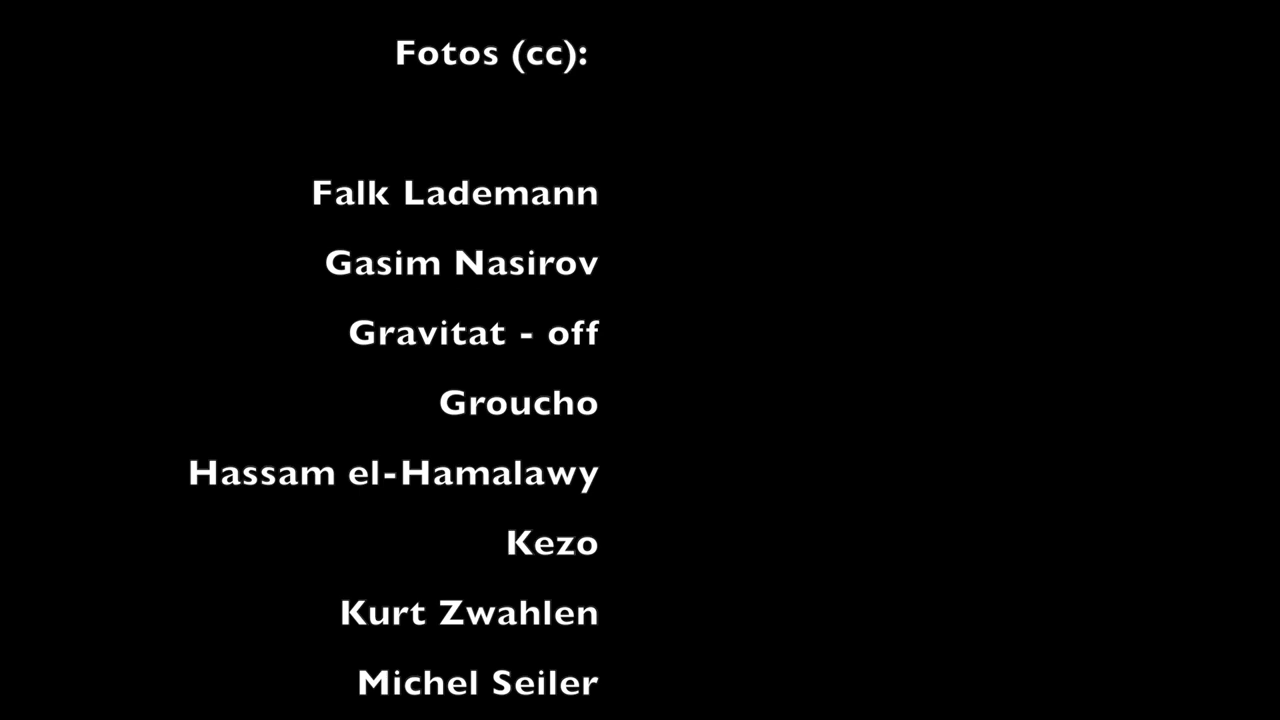 Fotos (cc):
Falk Lademann
Gasim Nasirov
Gravitat - off
Groucho
Hassam el-Hamalawy
Kezo
Kurt Zwahlen
Michel Seiler